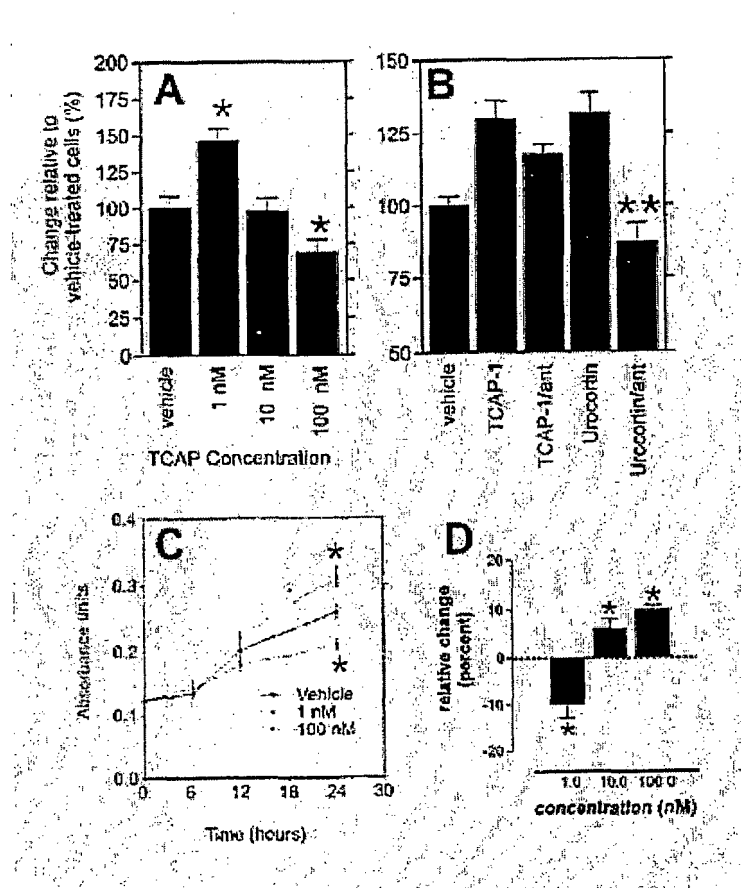 A
Change relative to
vehicle-treated cells (%)
200
175
150
125
100
75
50
25
0
*
*
vehicle
1 nM
10 nM
100 nM
TCAP Concentration
B
150
125
100
75
50
**
vehicle
TCAP-1
TCAP-1/ant
Urocortin
Urocortin/ant
C
Absorbance units
0.4
0.3
0.2
0.1
0.0
*
*
Vehicle
1 nM
100 nM
0 6 12 18 24 30
Time (hours)
D
relative change
(percent)
20
10
0
-10
-20
*
*
*
1.0 10.0 100.0
concentration (nM)